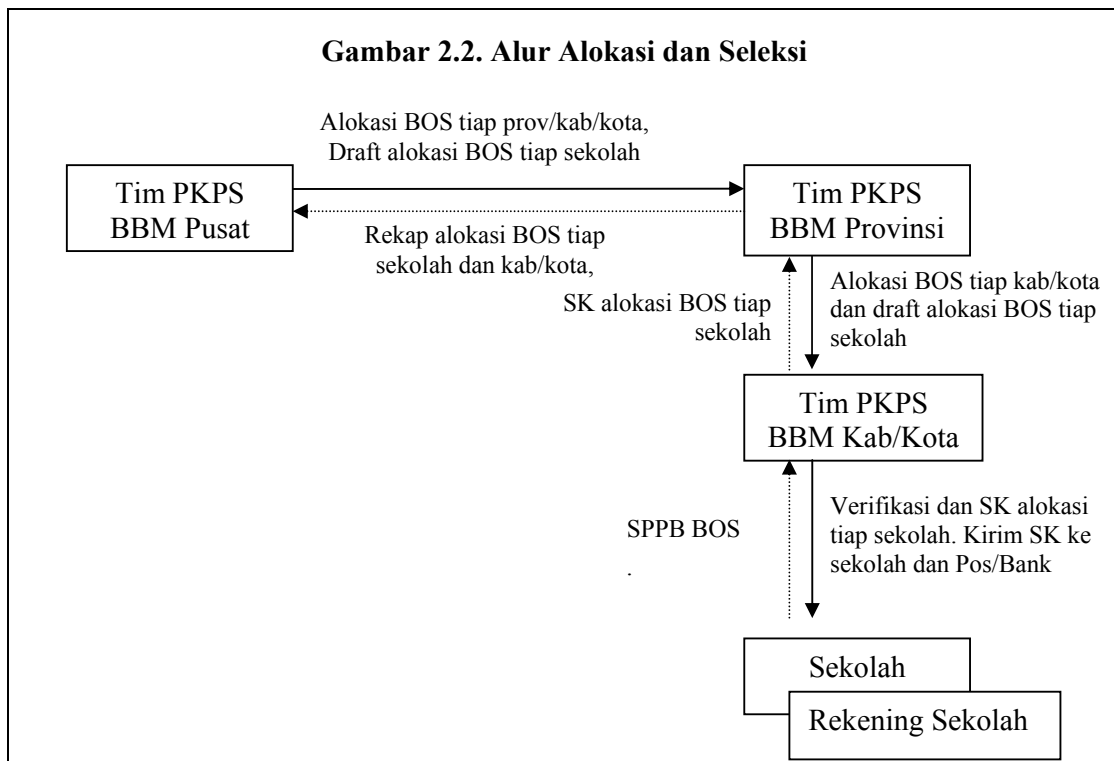 Gambar 2.2. Alur Alokasi dan Seleksi
Alokasi BOS tiap prov/kab/kota,
Draft alokasi BOS tiap sekolah
Tim PKPS
BBM Pusat
Tim PKPS
BBM Provinsi
Rekap alokasi BOS tiap
sekolah dan kab/kota,
SK alokasi BOS tiap
sekolah
Alokasi BOS tiap kab/kota
dan draft alokasi BOS tiap
sekolah
Tim PKPS
BBM Kab/Kota
SPPB BOS
.
Verifikasi dan SK alokasi
tiap sekolah. Kirim SK ke
sekolah dan Pos/Bank
Sekolah
Rekening Sekolah